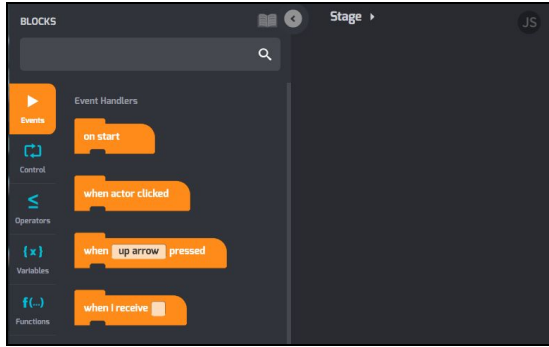 BLOCKS
Stage
JS
Event Handlers
Events
on start
Control
when actor clicked
≤
Operators
(x)
when up arrow pressed
Variables
f(...)
when I receive
Functions